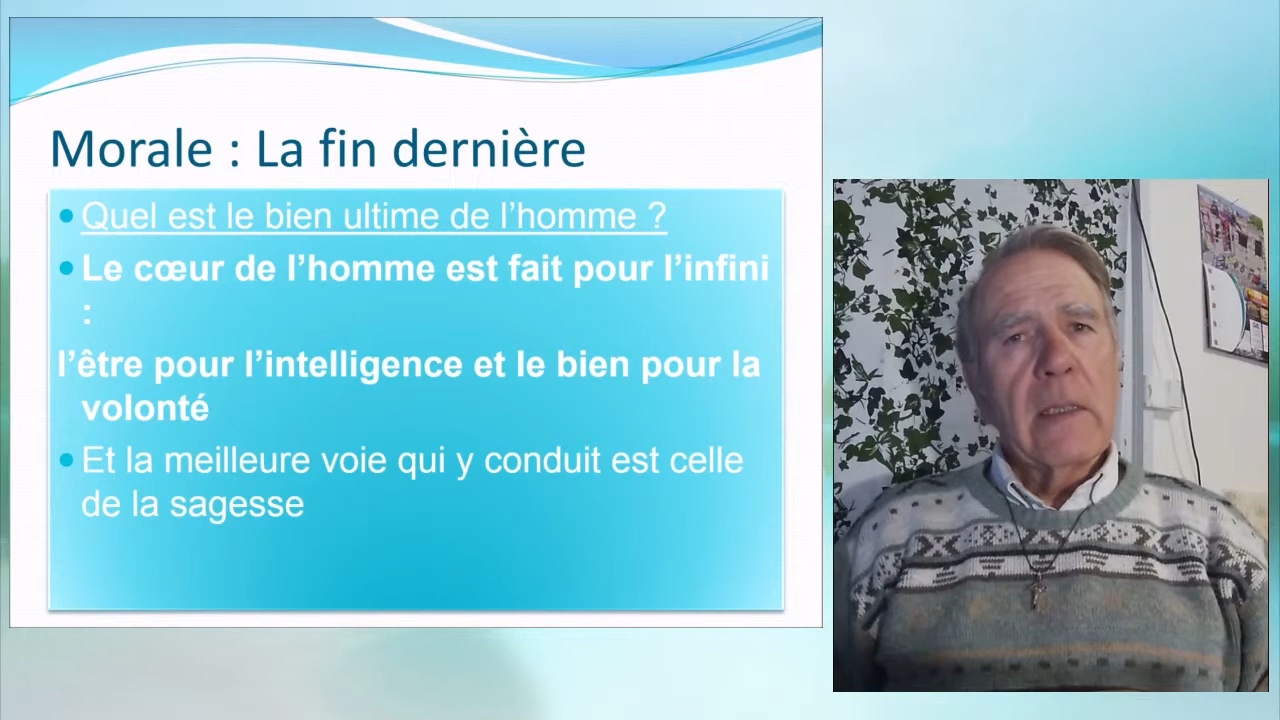 Morale : La fin dernière
Quel est le bien ultime de l’homme ?
Le cœur de l’homme est fait pour l’infini
:
l’être pour l’intelligence et le bien pour la
volonté
Et la meilleure voie qui y conduit est celle
de la sagesse